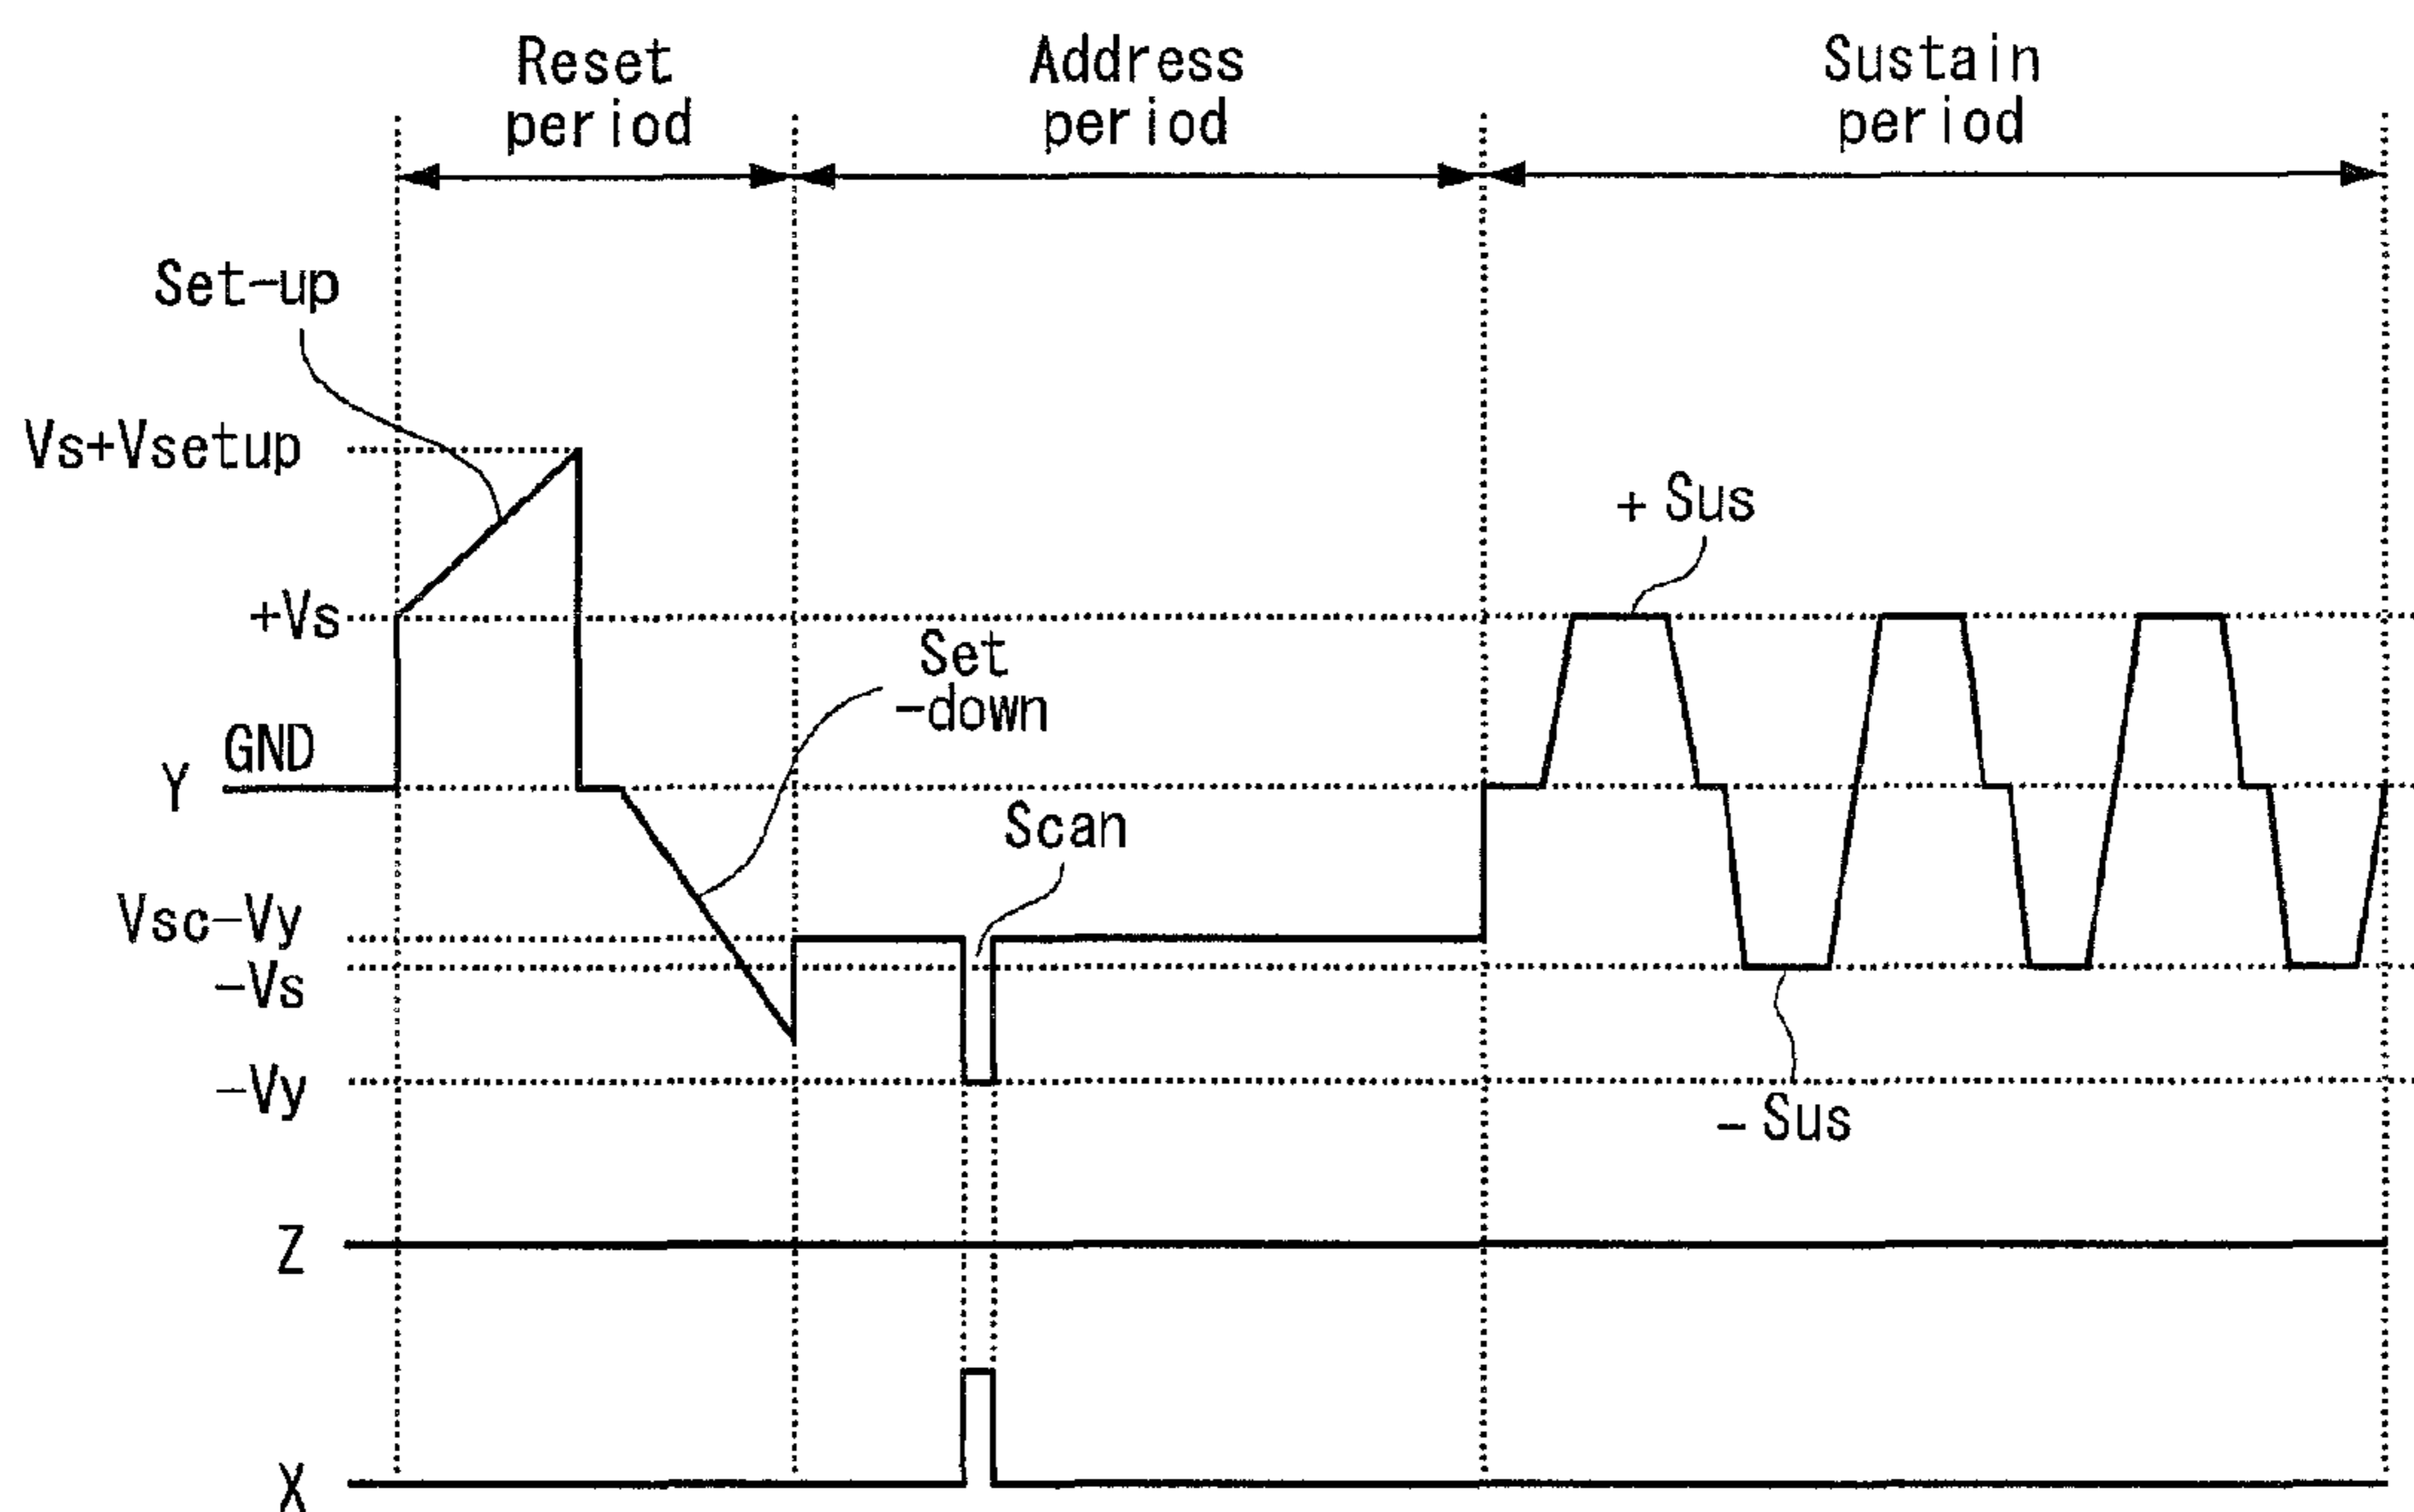 Reset
period
Address
period
Sustain
period
Set-up
Vs+Vsetup
+Vs
+ Sus
Set
-down
GND
Y
Scan
Vsc-Vy
-Vs
-Vy
- Sus
Z
X